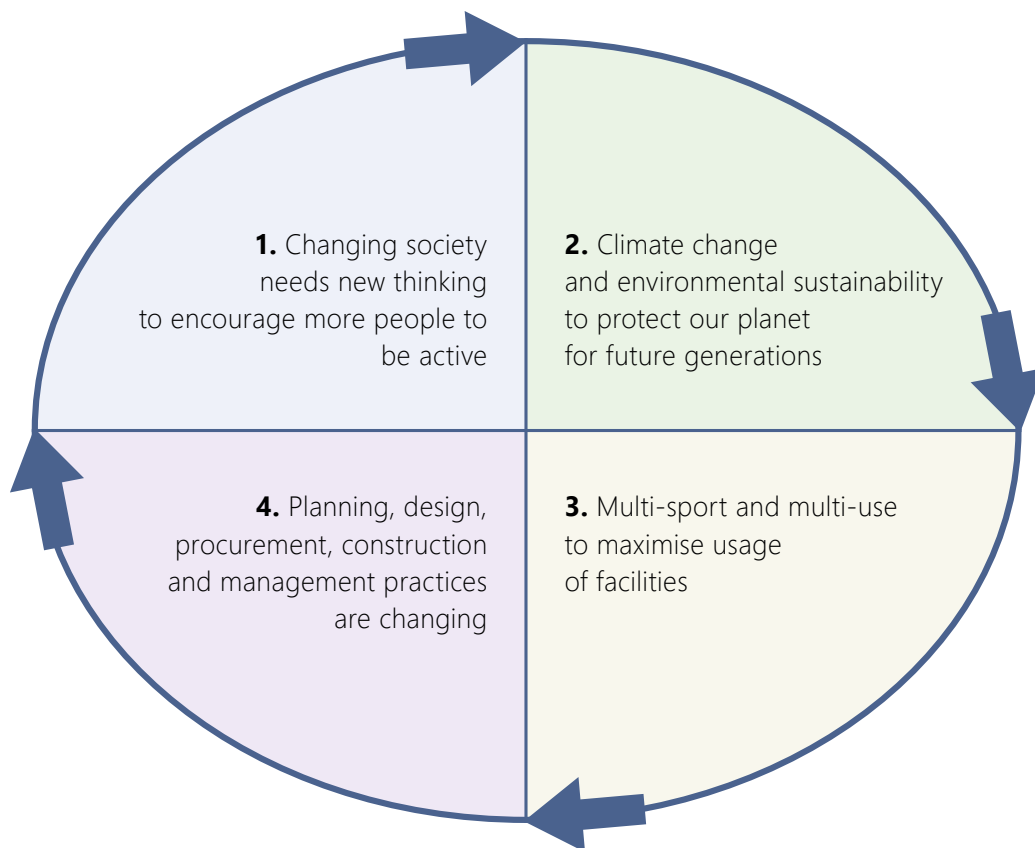 1. Changing society
needs new thinking
to encourage more people to
be active
2. Climate change
and environmental sustainability
to protect our planet
for future generations
3. Multi-sport and multi-use
to maximise usage
of facilities
4. Planning, design,
procurement, construction
and management practices
are changing